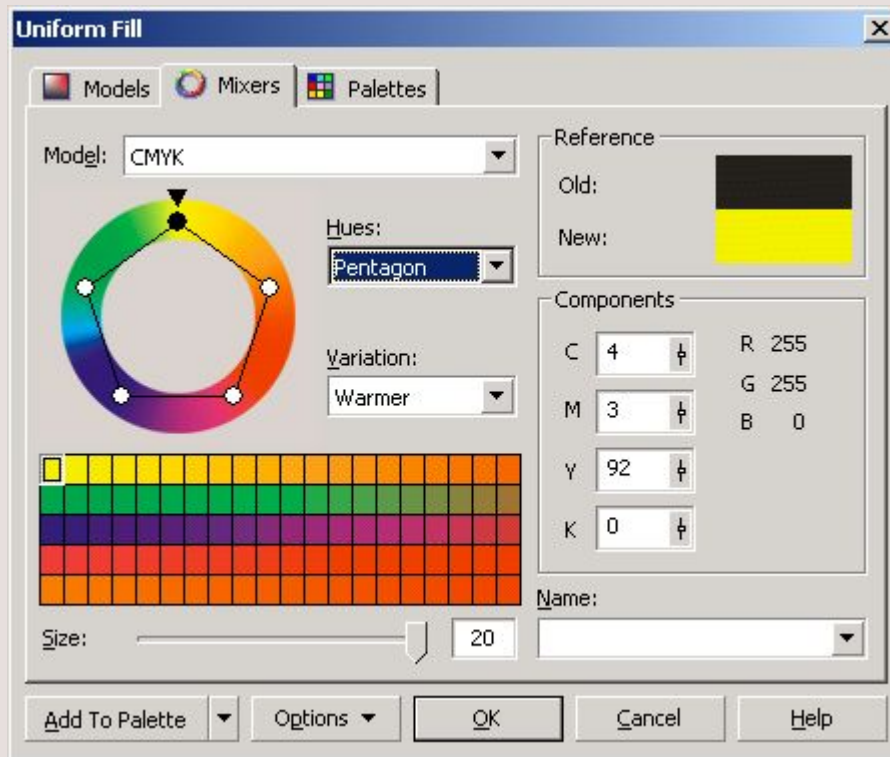 Uniform Fill
Models
Mixers
Palettes
Model:
CMYK
Hues:
Pentagon
Variation:
Warmer
Size:
20
Reference
Old:
New:
Components
C 4
M 3
Y 92
K 0
R 255
G 255
B 0
Name:
Add To Palette
Options
OK
Cancel
Help